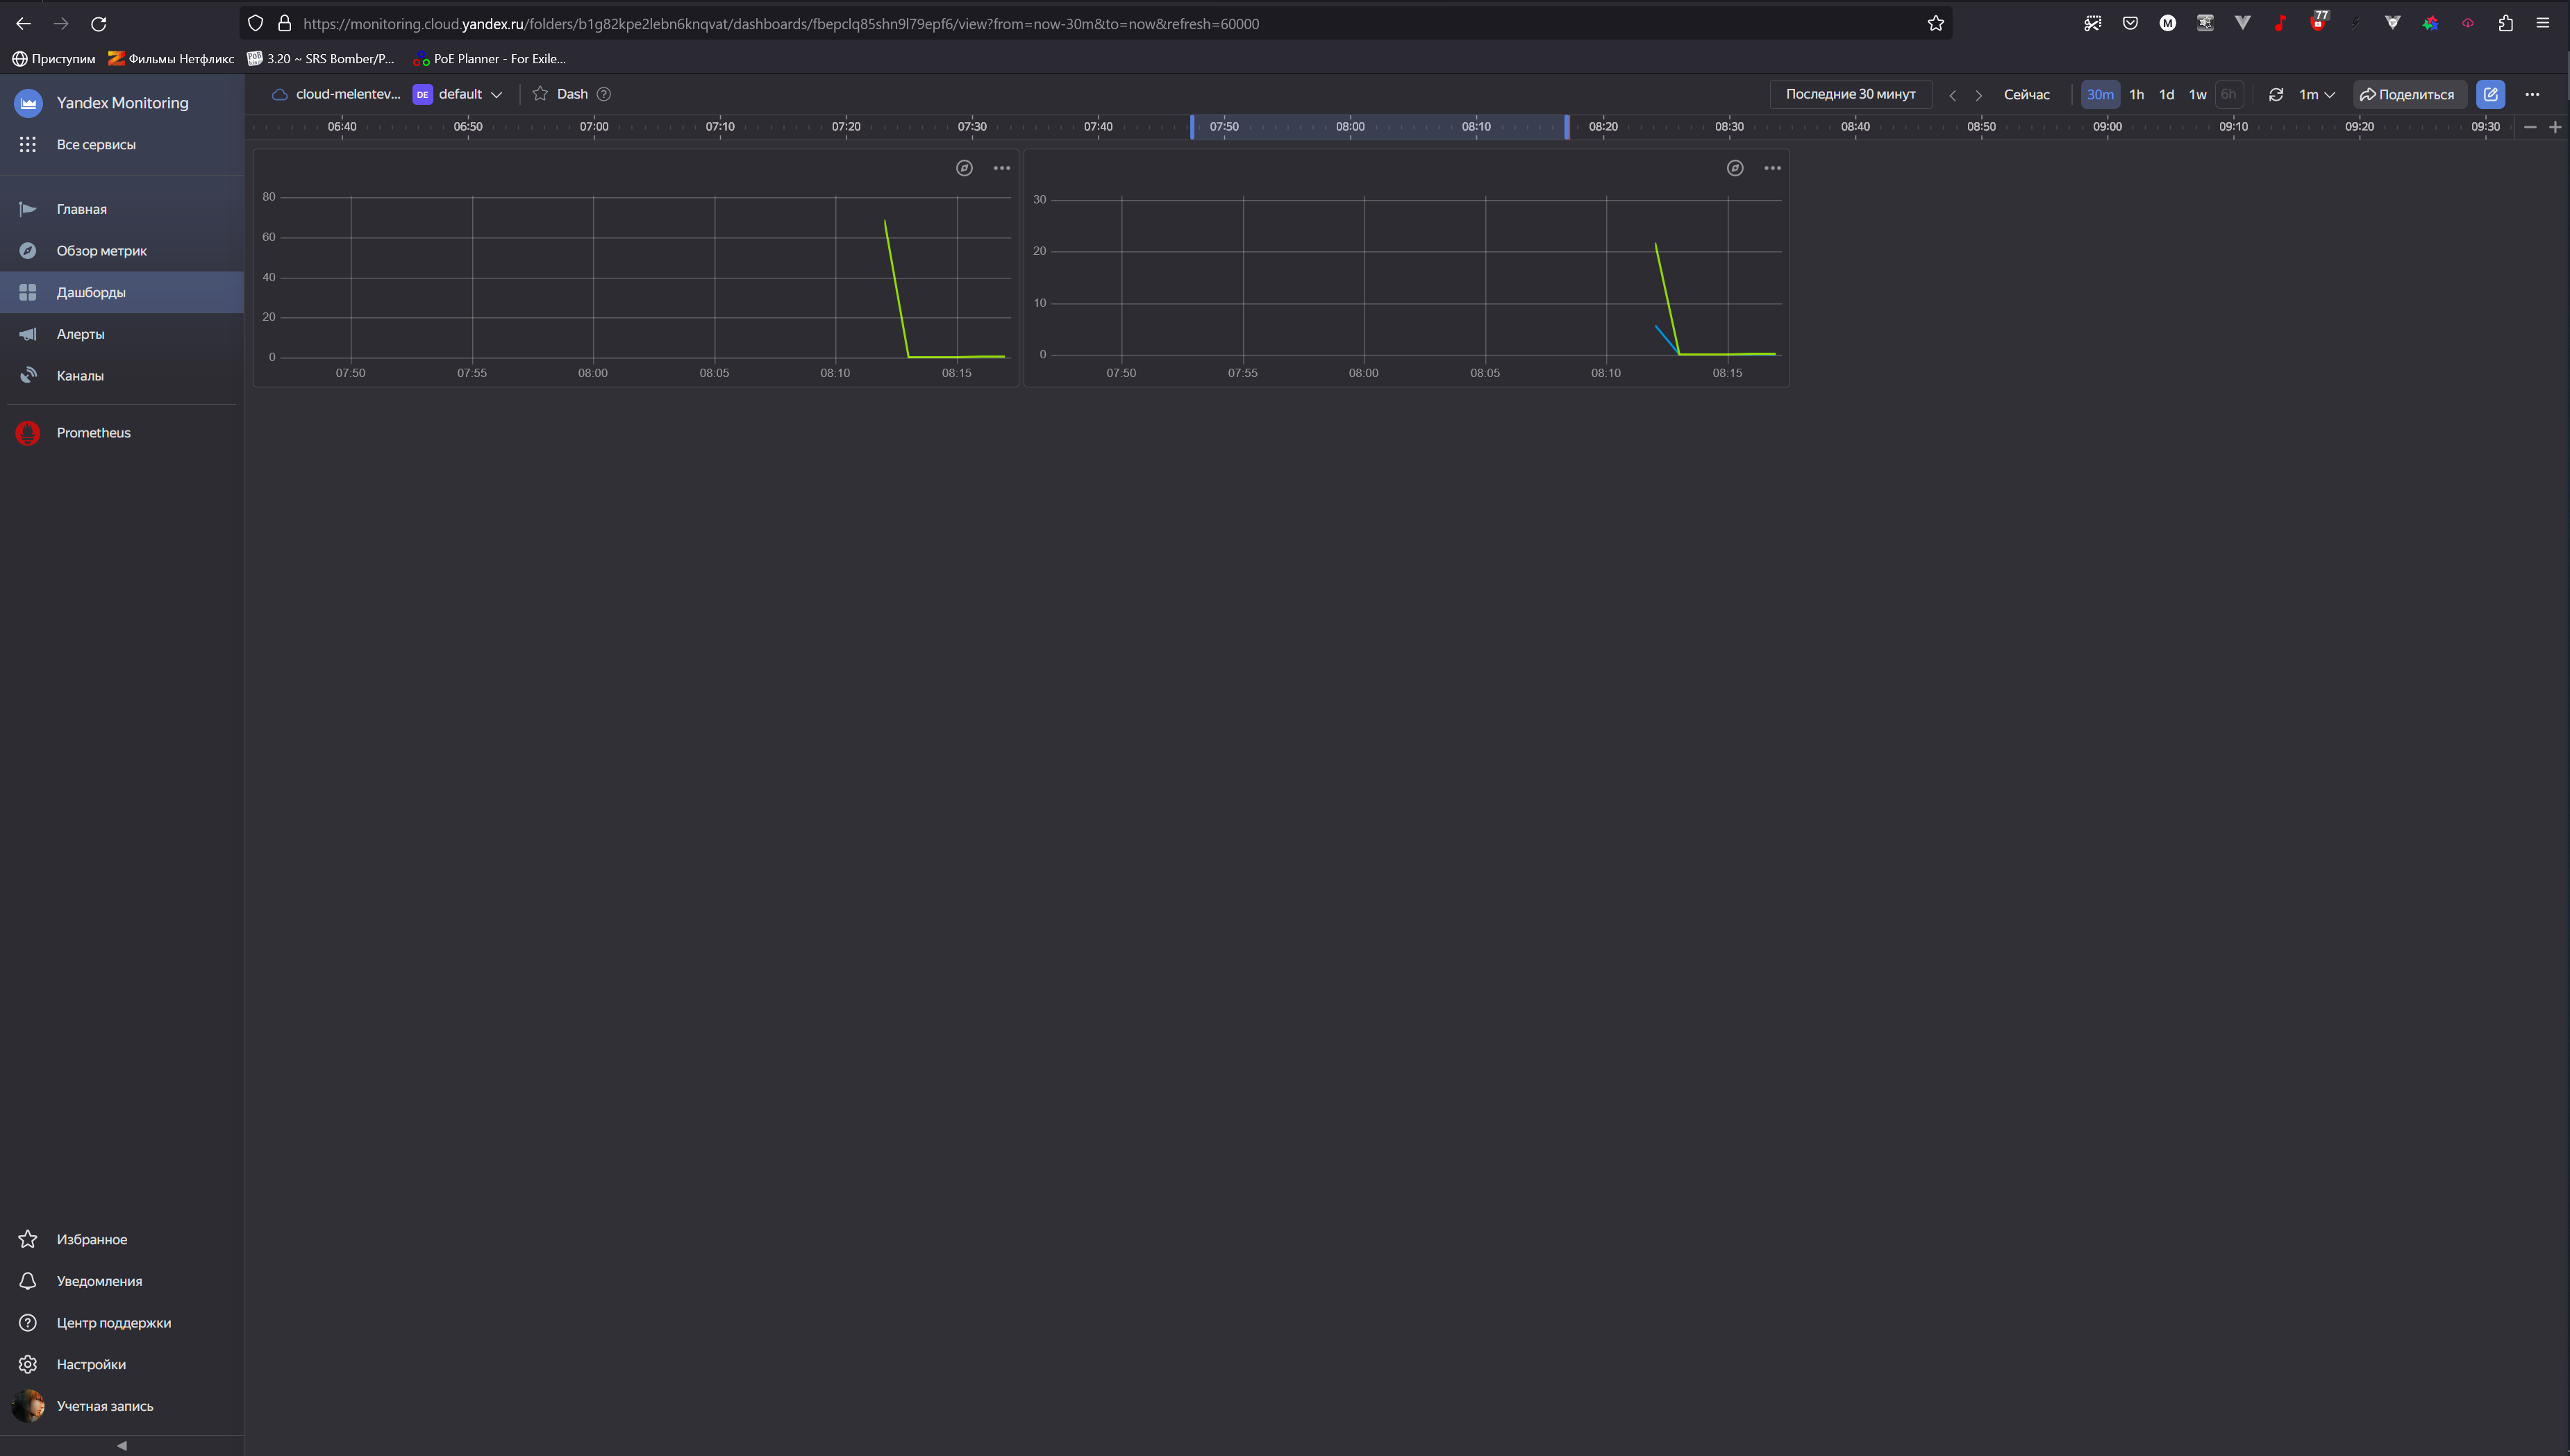 https://monitoring.cloud.yandex.ru/folders/b1g82kpe2lebn6knqvat/dashboards/fbepclq85shn9l79epf6/view?from=now-30m&to=now&refresh=60000
77
Приступим Фильмы Нетфликс 3.20 ~ SRS Bomber/P... PoE Planner - For Exile...
Yandex Monitoring
Все сервисы
Главная
Обзор метрик
Дашборды
Алерты
Каналы
Prometheus
Избранное
Уведомления
Центр поддержки
Настройки
Учетная запись
cloud-melentev... DE default Dash
Последние 30 минут Сейчас 30m 1h 1d 1w 6h 1m Поделиться
06:40 06:50 07:00 07:10 07:20 07:30 07:40 07:50 08:00 08:10 08:20 08:30 08:40 08:50 09:00 09:10 09:20 09:30
80
60
40
20
0
07:50 07:55 08:00 08:05 08:10 08:15
30
20
10
0
07:50 07:55 08:00 08:05 08:10 08:15